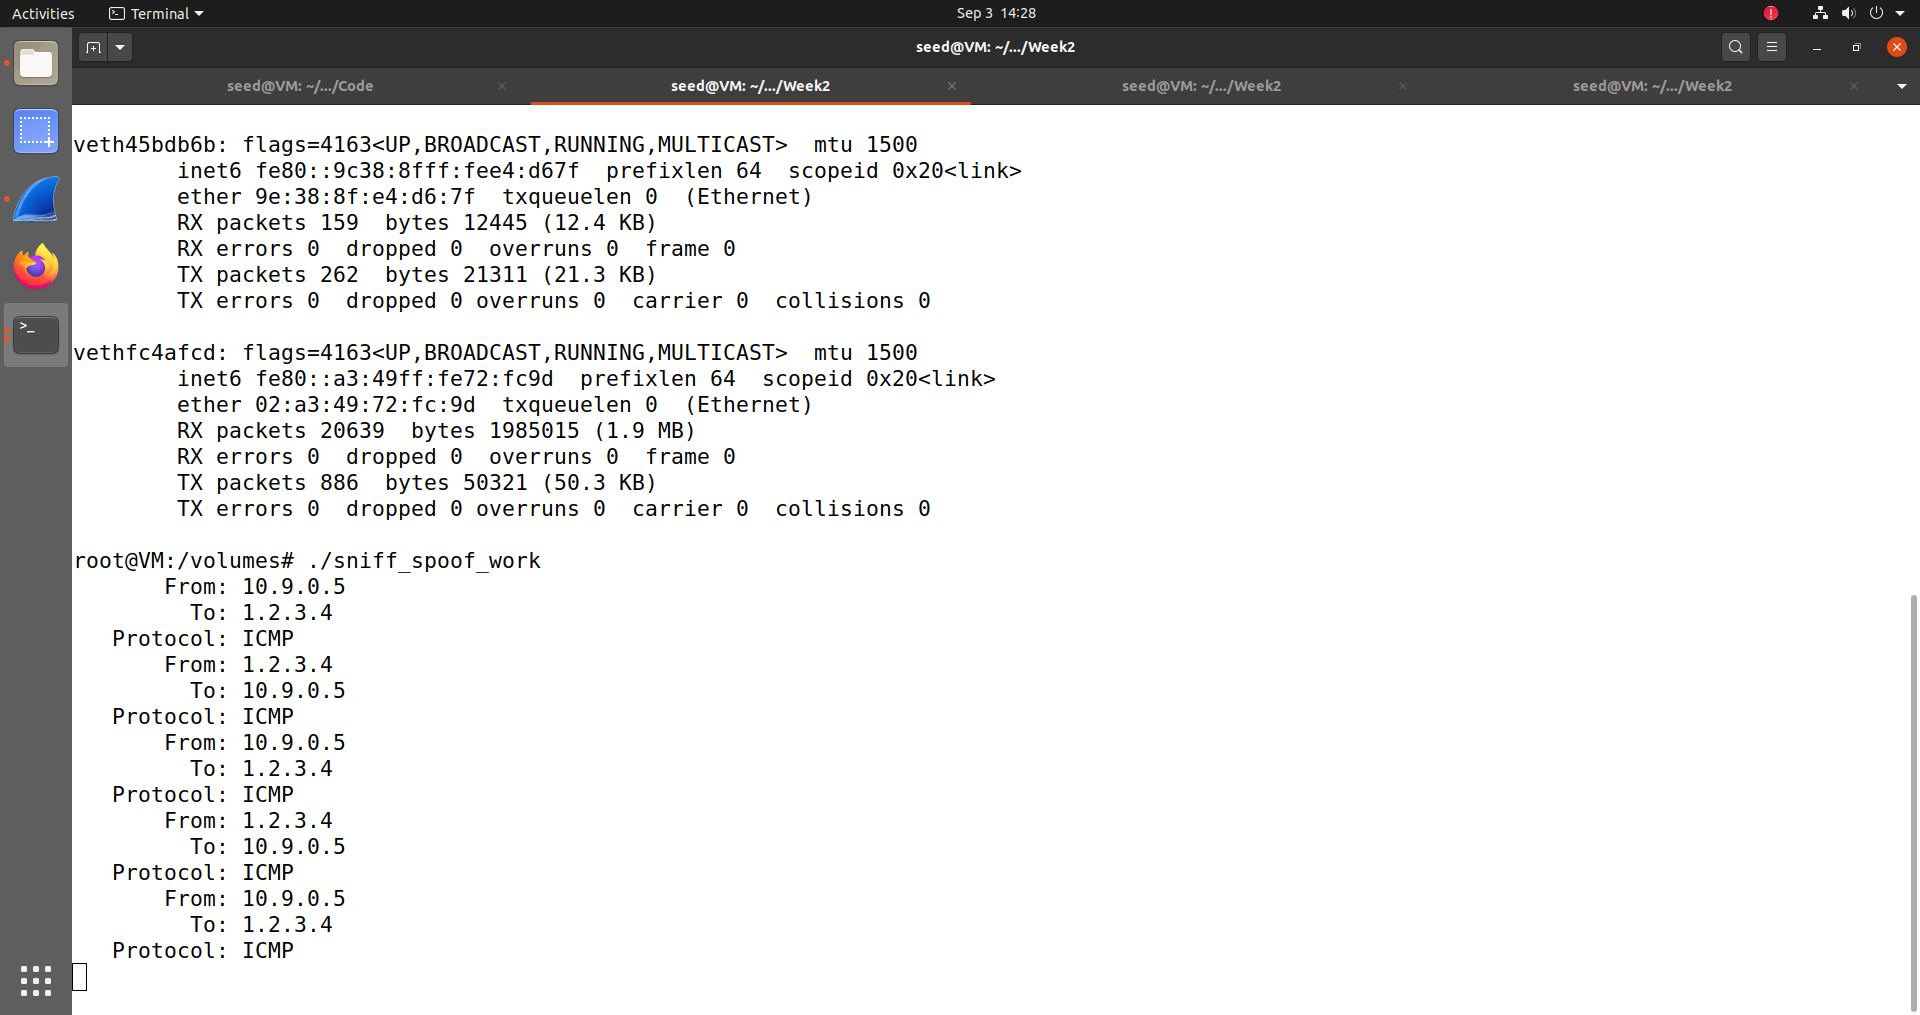 Activities
Terminal
Sep 3 14:28
seed@VM: ~/.../Week2
seed@VM: ~/.../Code
seed@VM: ~/.../Week2
seed@VM: ~/.../Week2
seed@VM: ~/.../Week2
veth45bdb6b: flags=4163<UP,BROADCAST,RUNNING,MULTICAST>  mtu 1500
        inet6 fe80::9c38:8fff:fee4:d67f  prefixlen 64  scopeid 0x20<link>
        ether 9e:38:8f:e4:d6:7f  txqueuelen 0  (Ethernet)
        RX packets 159  bytes 12445 (12.4 KB)
        RX errors 0  dropped 0  overruns 0  frame 0
        TX packets 262  bytes 21311 (21.3 KB)
        TX errors 0  dropped 0 overruns 0  carrier 0  collisions 0
vethfc4afcd: flags=4163<UP,BROADCAST,RUNNING,MULTICAST>  mtu 1500
        inet6 fe80::a3:49ff:fe72:fc9d  prefixlen 64  scopeid 0x20<link>
        ether 02:a3:49:72:fc:9d  txqueuelen 0  (Ethernet)
        RX packets 20639  bytes 1985015 (1.9 MB)
        RX errors 0  dropped 0  overruns 0  frame 0
        TX packets 886  bytes 50321 (50.3 KB)
        TX errors 0  dropped 0 overruns 0  carrier 0  collisions 0
root@VM:/volumes# ./sniff_spoof_work
       From: 10.9.0.5
         To: 1.2.3.4
   Protocol: ICMP
       From: 1.2.3.4
         To: 10.9.0.5
   Protocol: ICMP
       From: 10.9.0.5
         To: 1.2.3.4
   Protocol: ICMP
       From: 1.2.3.4
         To: 10.9.0.5
   Protocol: ICMP
       From: 10.9.0.5
         To: 1.2.3.4
   Protocol: ICMP